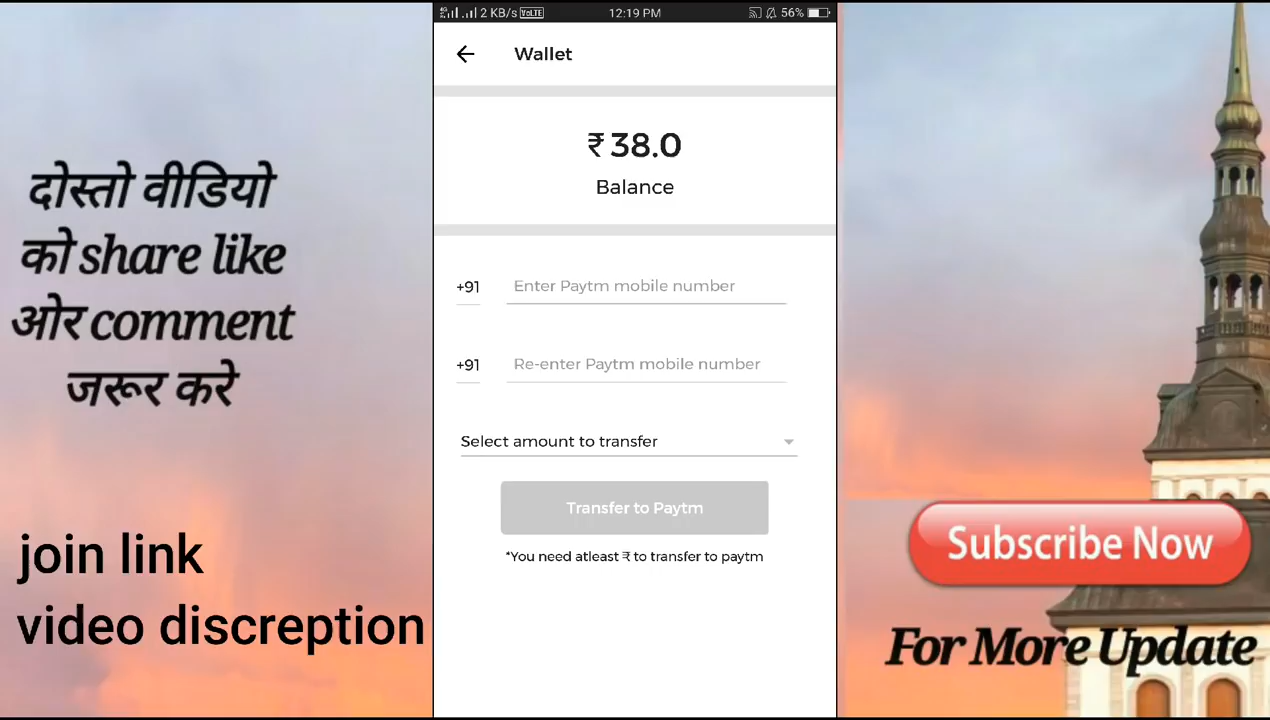 दोस्तो वीडियो
को share like
ओर comment
जरूर करे
join link
video discreption
4G 2 KB/s VoLTE 12:19 PM 56%
Wallet
₹ 38.0
Balance
+91 Enter Paytm mobile number
+91 Re-enter Paytm mobile number
Select amount to transfer
Transfer to Paytm
*You need atleast ₹ to transfer to paytm
Subscribe Now
For More Update